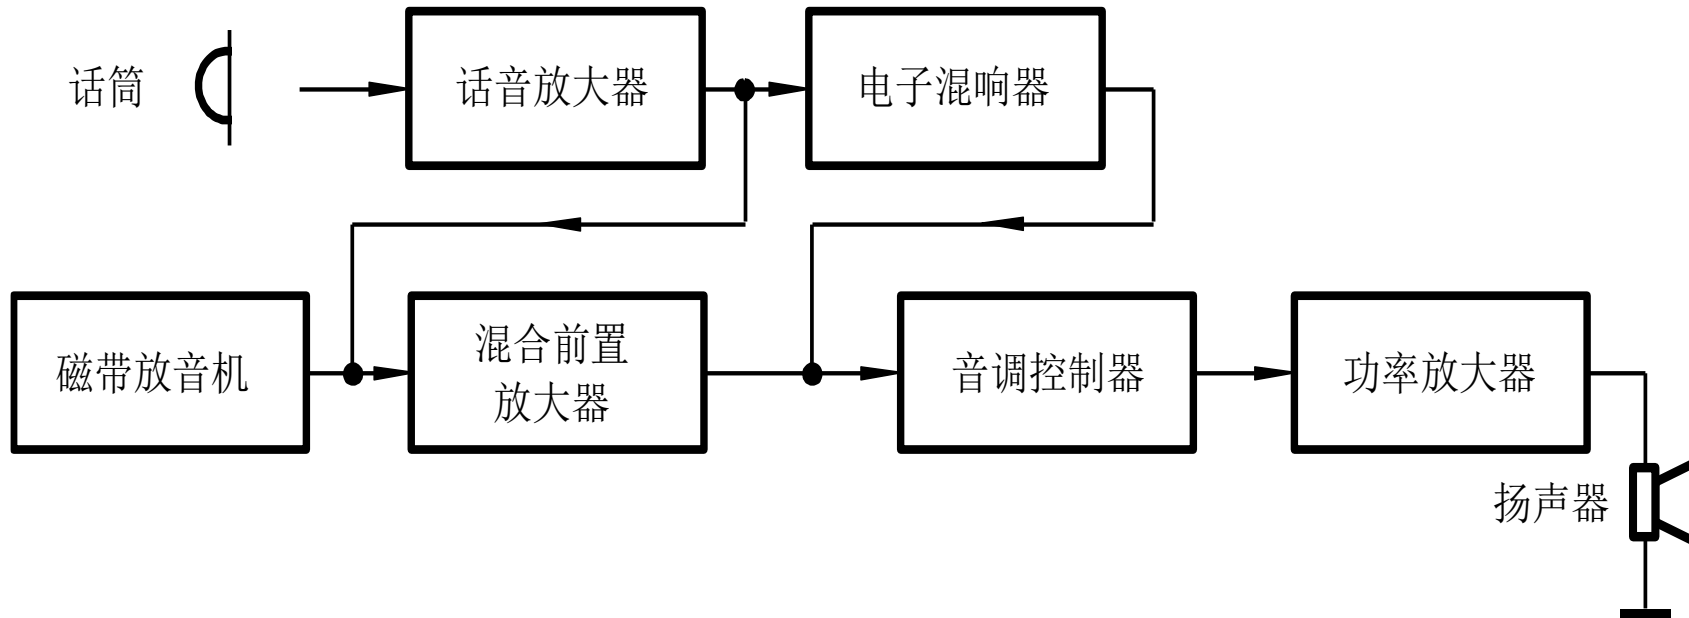 话筒
话音放大器
电子混响器
磁带放音机
混合前置
放大器
音调控制器
功率放大器
扬声器